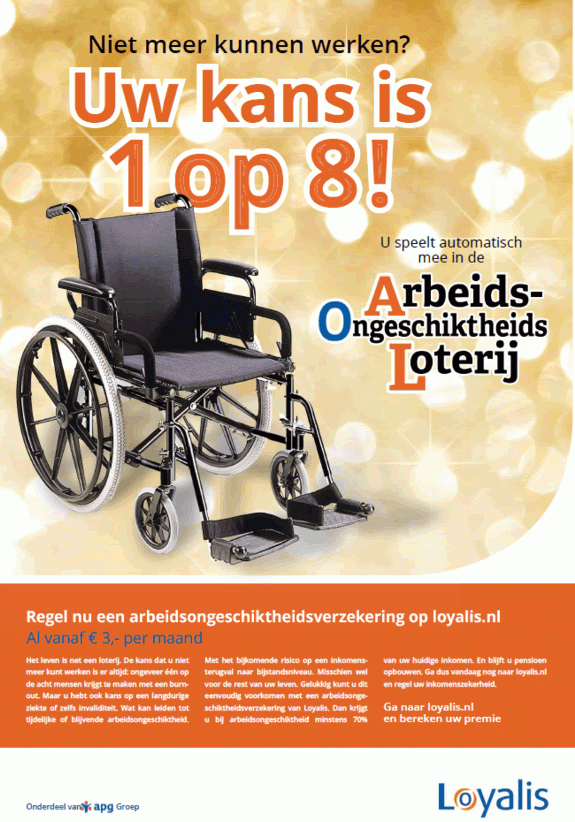 Niet meer kunnen werken?
Uw kans is
1 op 8!
U speelt automatisch
mee in de
Arbeids-
Ongeschiktheids
Loterij
Regel nu een arbeidsongeschiktheidsverzekering op loyalis.nl
Al vanaf € 3,- per maand
Het leven is net een loterij. De kans dat u niet
meer kunt werken is er altijd: ongeveer één op
de acht mensen krijgt te maken met een burn-
out. Maar u hebt ook kans op een langdurige
ziekte of zelfs invaliditeit. Wat kan leiden tot
tijdelijke of blijvende arbeidsongeschiktheid.
Met het bijkomende risico op een inkomens-
terugval naar bijstandsniveau. Misschien wel
voor de rest van uw leven. Gelukkig kunt u dit
eenvoudig voorkomen met een arbeidsonge-
schiktheidsverzekering van Loyalis. Dan krijgt
u bij arbeidsongeschiktheid minstens 70%
van uw huidige inkomen. En blijft u pensioen
opbouwen. Ga dus vandaag nog naar loyalis.nl
en regel uw inkomenszekerheid.
Ga naar loyalis.nl
en bereken uw premie
Onderdeel van apg Groep
Loyalis